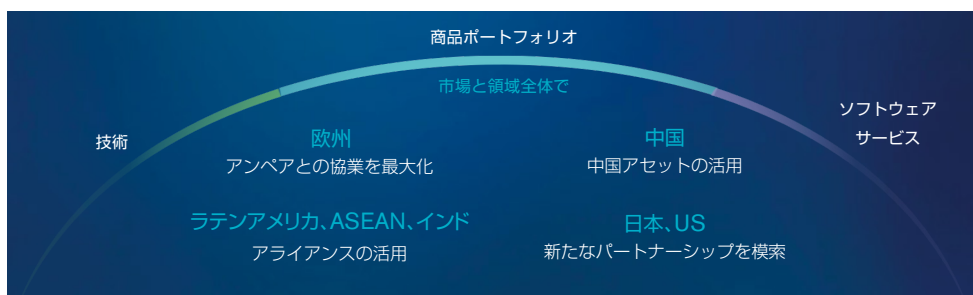 商品ポートフォリオ
市場と領域全体で
技術
ソフトウェア
サービス
欧州
アンペアとの協業を最大化
中国
中国アセットの活用
ラテンアメリカ、ASEAN、インド
アライアンスの活用
日本、US
新たなパートナーシップを模索